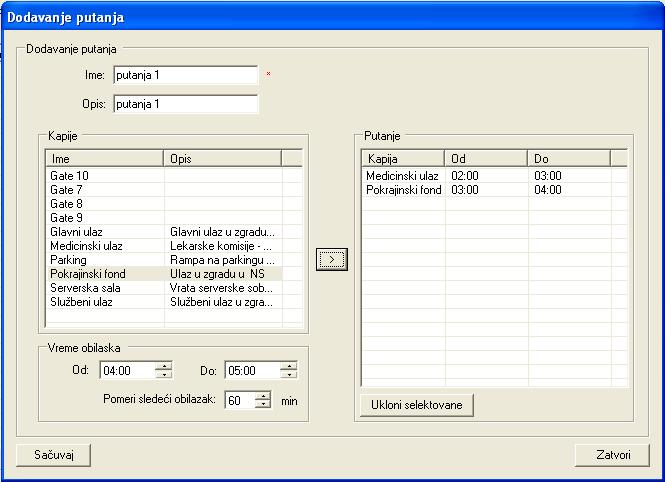 Dodavanje putanja
Dodavanje putanja
Ime: putanja 1 *
Opis: putanja 1
Kapije
Ime Opis
Gate 10
Gate 7
Gate 8
Gate 9
Glavni ulaz Glavni ulaz u zgradu...
Medicinski ulaz Lekarske komisije - ...
Parking Rampa na parkingu ...
Pokrajinski fond Ulaz u zgradu u NS
Serverska sala Vrata serverske sob...
Službeni ulaz Službeni ulaz u zgra...
>
Putanje
Kapija Od Do
Medicinski ulaz 02:00 03:00
Pokrajinski fond 03:00 04:00
Vreme obilaska
Od: 04:00 Do: 05:00
Pomeri sledeći obilazak: 60 min
Ukloni selektovane
Sačuvaj
Zatvori